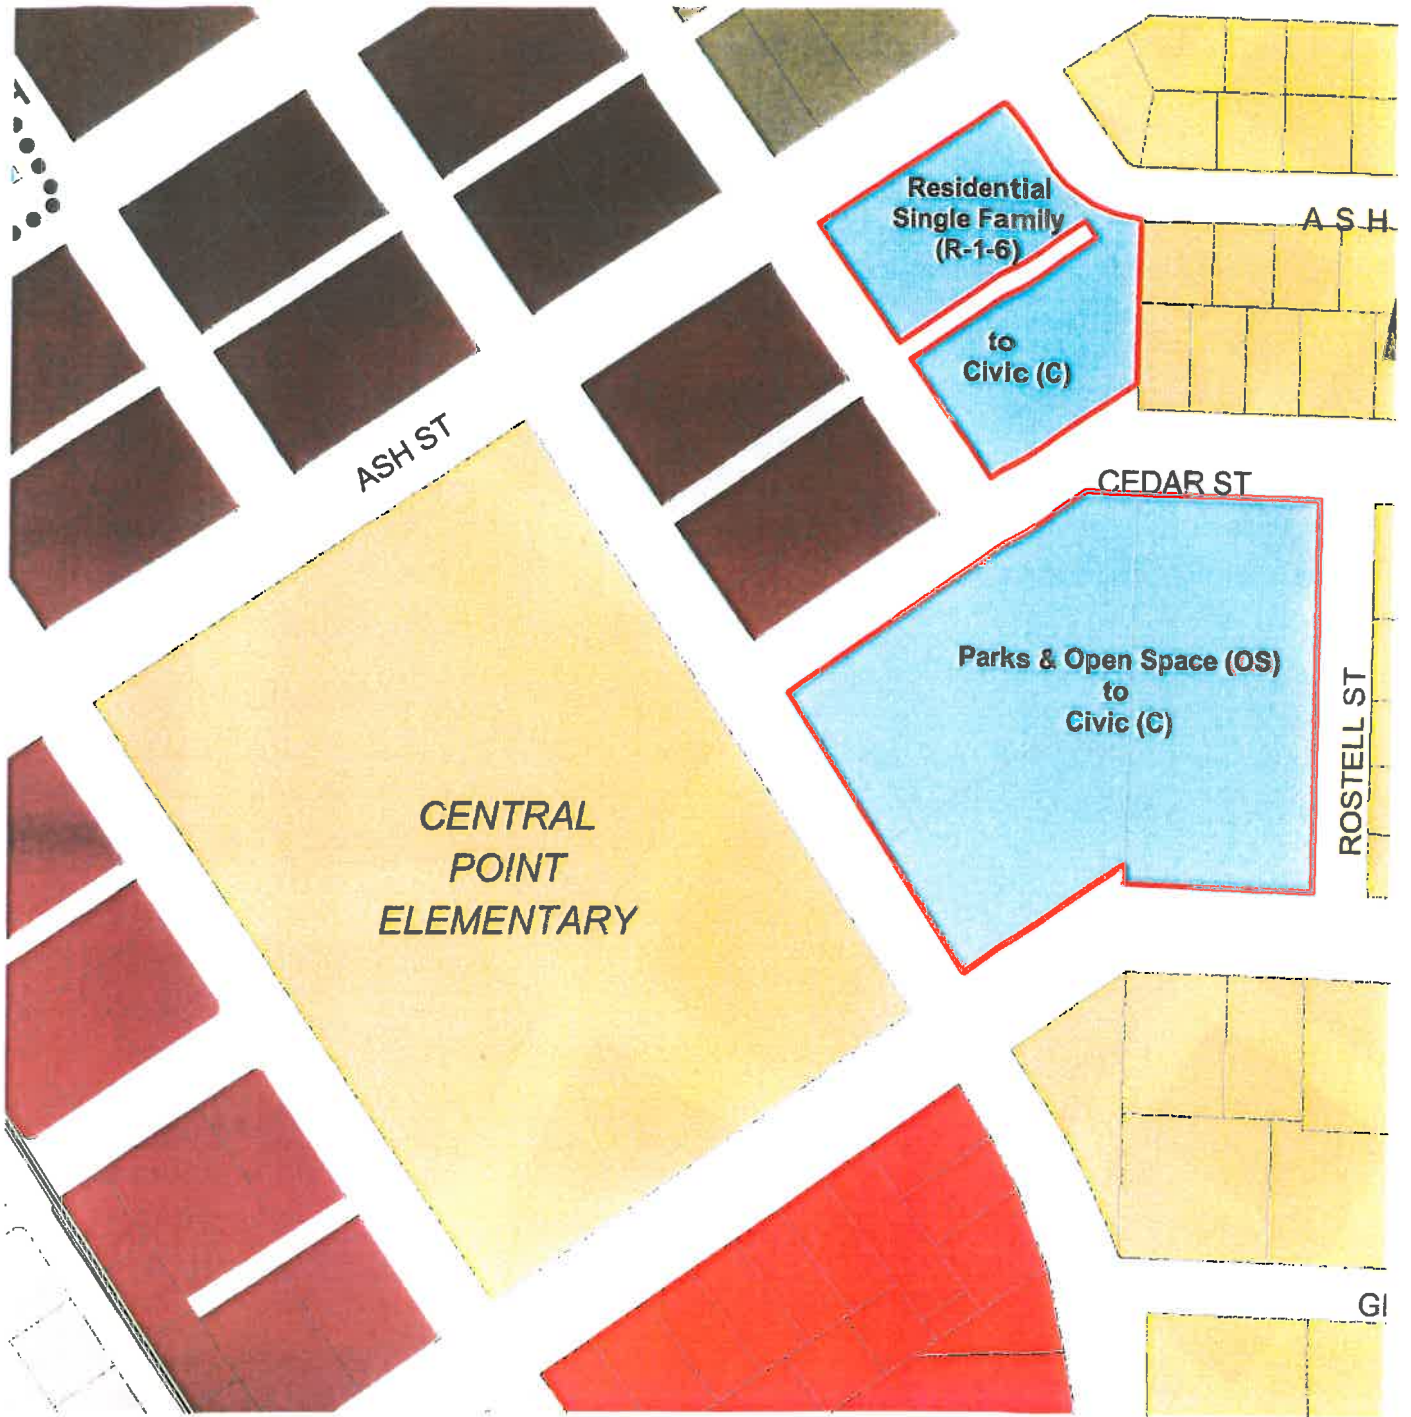 Residential
Single Family
(R-1-6)
to
Civic (C)
ASH
ASH ST
CEDAR ST
Parks & Open Space (OS)
to
Civic (C)
ROSTELL ST
CENTRAL
POINT
ELEMENTARY